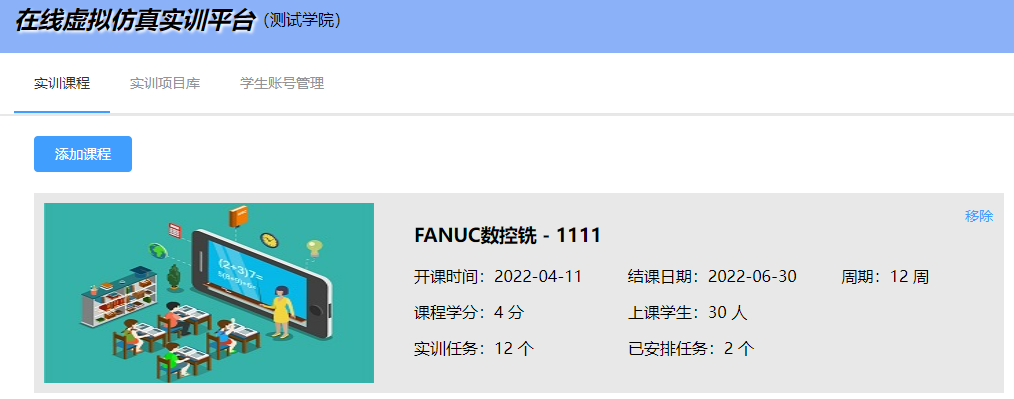 在线虚拟仿真实训平台（测试学院）
实训课程 实训项目库 学生账号管理
添加课程
移除
FANUC数控铣 - 1111
开课时间：2022-04-11 结课日期：2022-06-30 周期：12 周
课程学分：4 分 上课学生：30 人
实训任务：12 个 已安排任务：2 个
(2+3)7=